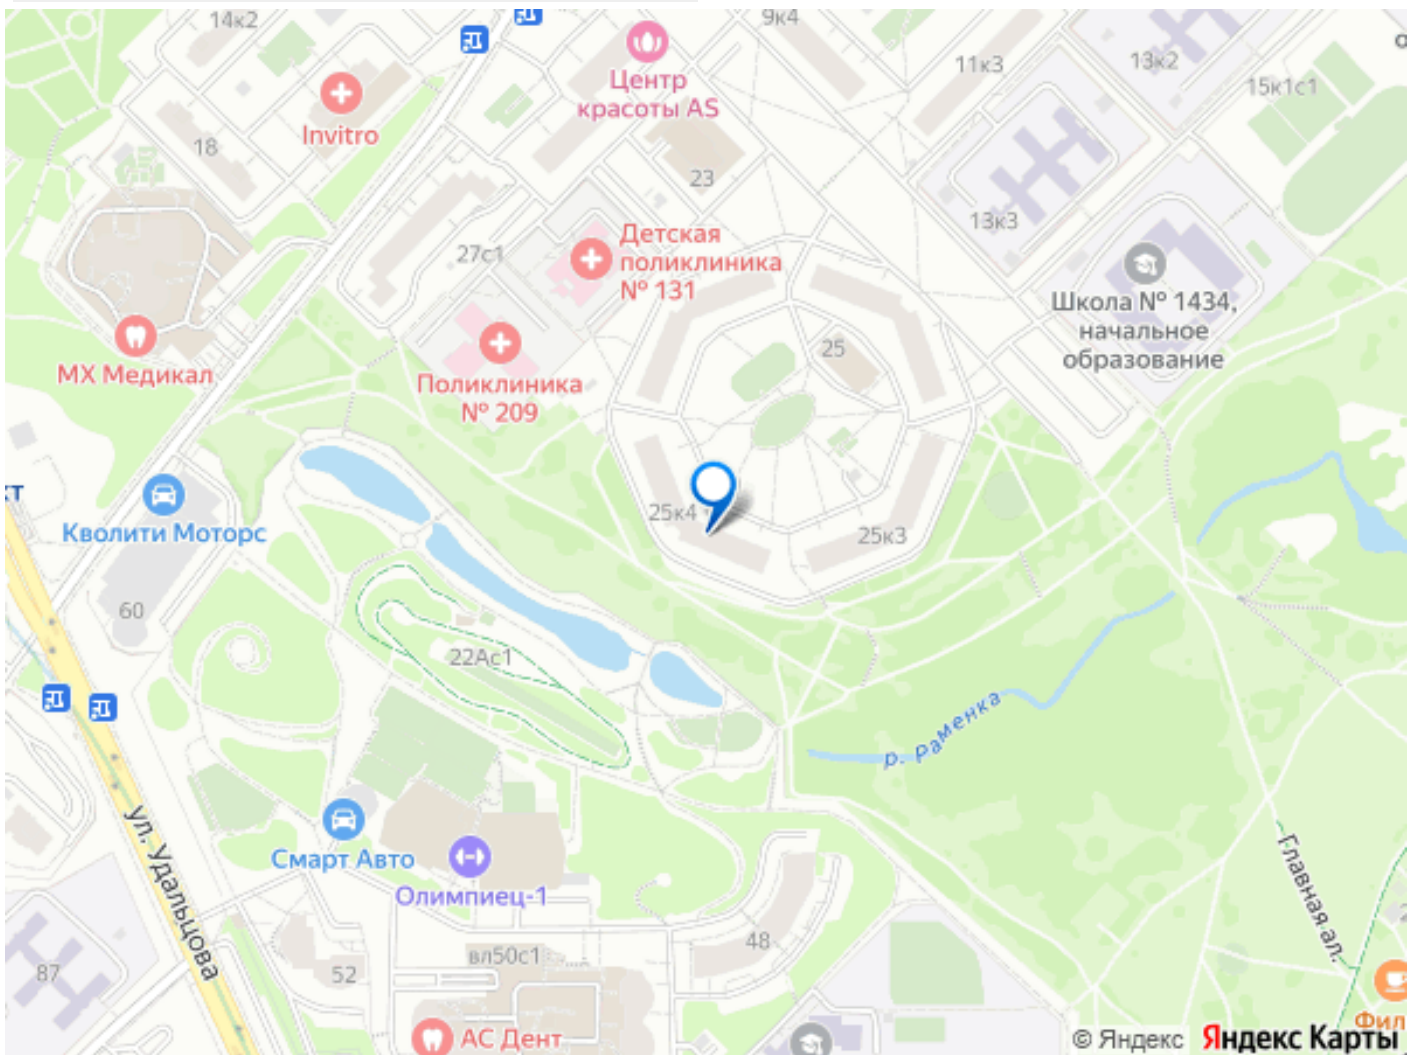 14к2
9к4
Центр
красоты AS
11к3
13к2
15к1с1
Invitro
18
23
13к3
27с1
Детская
поликлиника
№ 131
Школа № 1434,
начальное
образование
МХ Медикал
Поликлиника
№ 209
25
25к4
25к3
кт
Кволити Моторс
60
22Ас1
р. Раменка
ул. Удальцова
Смарт Авто
Олимпиец-1
Главная ал.
48
вл50с1
52
87
АС Дент
Фил
© Яндекс Яндекс Карты